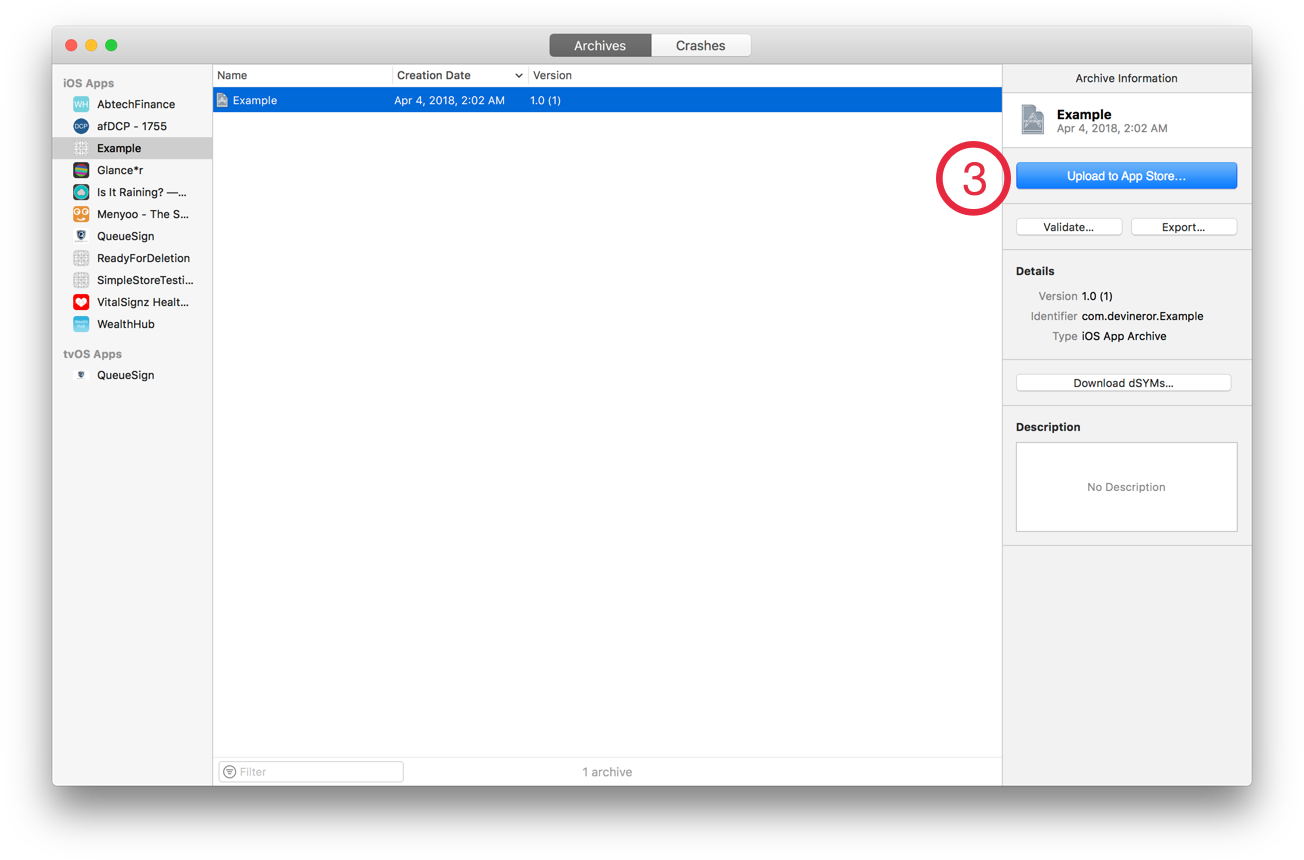 Archives Crashes
iOS Apps
WH AbtechFinance
DCP afDCP - 1755
Example
Glance*r
Is It Raining? —...
Menyoo - The S...
QueueSign
ReadyForDeletion
SimpleStoreTesti...
VitalSignz Healt...
WealthHub
tvOS Apps
QueueSign
Name Creation Date Version
Example Apr 4, 2018, 2:02 AM 1.0 (1)
Filter 1 archive
3
Archive Information
Example
Apr 4, 2018, 2:02 AM
Upload to App Store...
Validate... Export...
Details
Version 1.0 (1)
Identifier com.devineror.Example
Type iOS App Archive
Download dSYMs...
Description
No Description